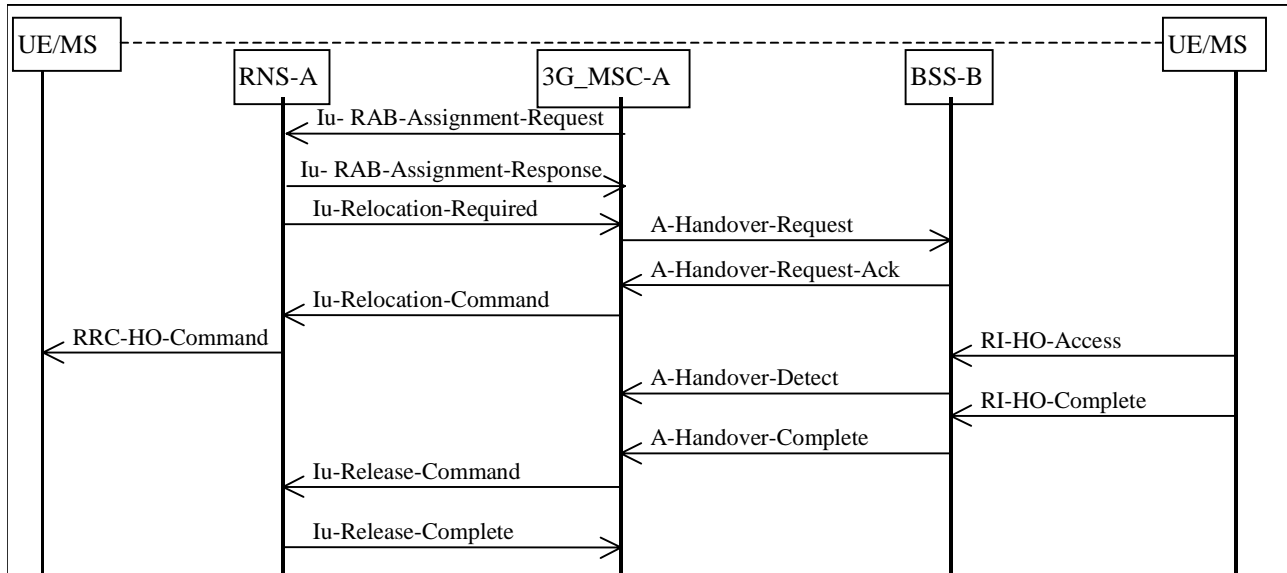 UE/MS
UE/MS
RNS-A
3G_MSC-A
BSS-B
Iu- RAB-Assignment-Request
Iu- RAB-Assignment-Response
Iu-Relocation-Required
A-Handover-Request
A-Handover-Request-Ack
Iu-Relocation-Command
RRC-HO-Command
RI-HO-Access
A-Handover-Detect
RI-HO-Complete
A-Handover-Complete
Iu-Release-Command
Iu-Release-Complete